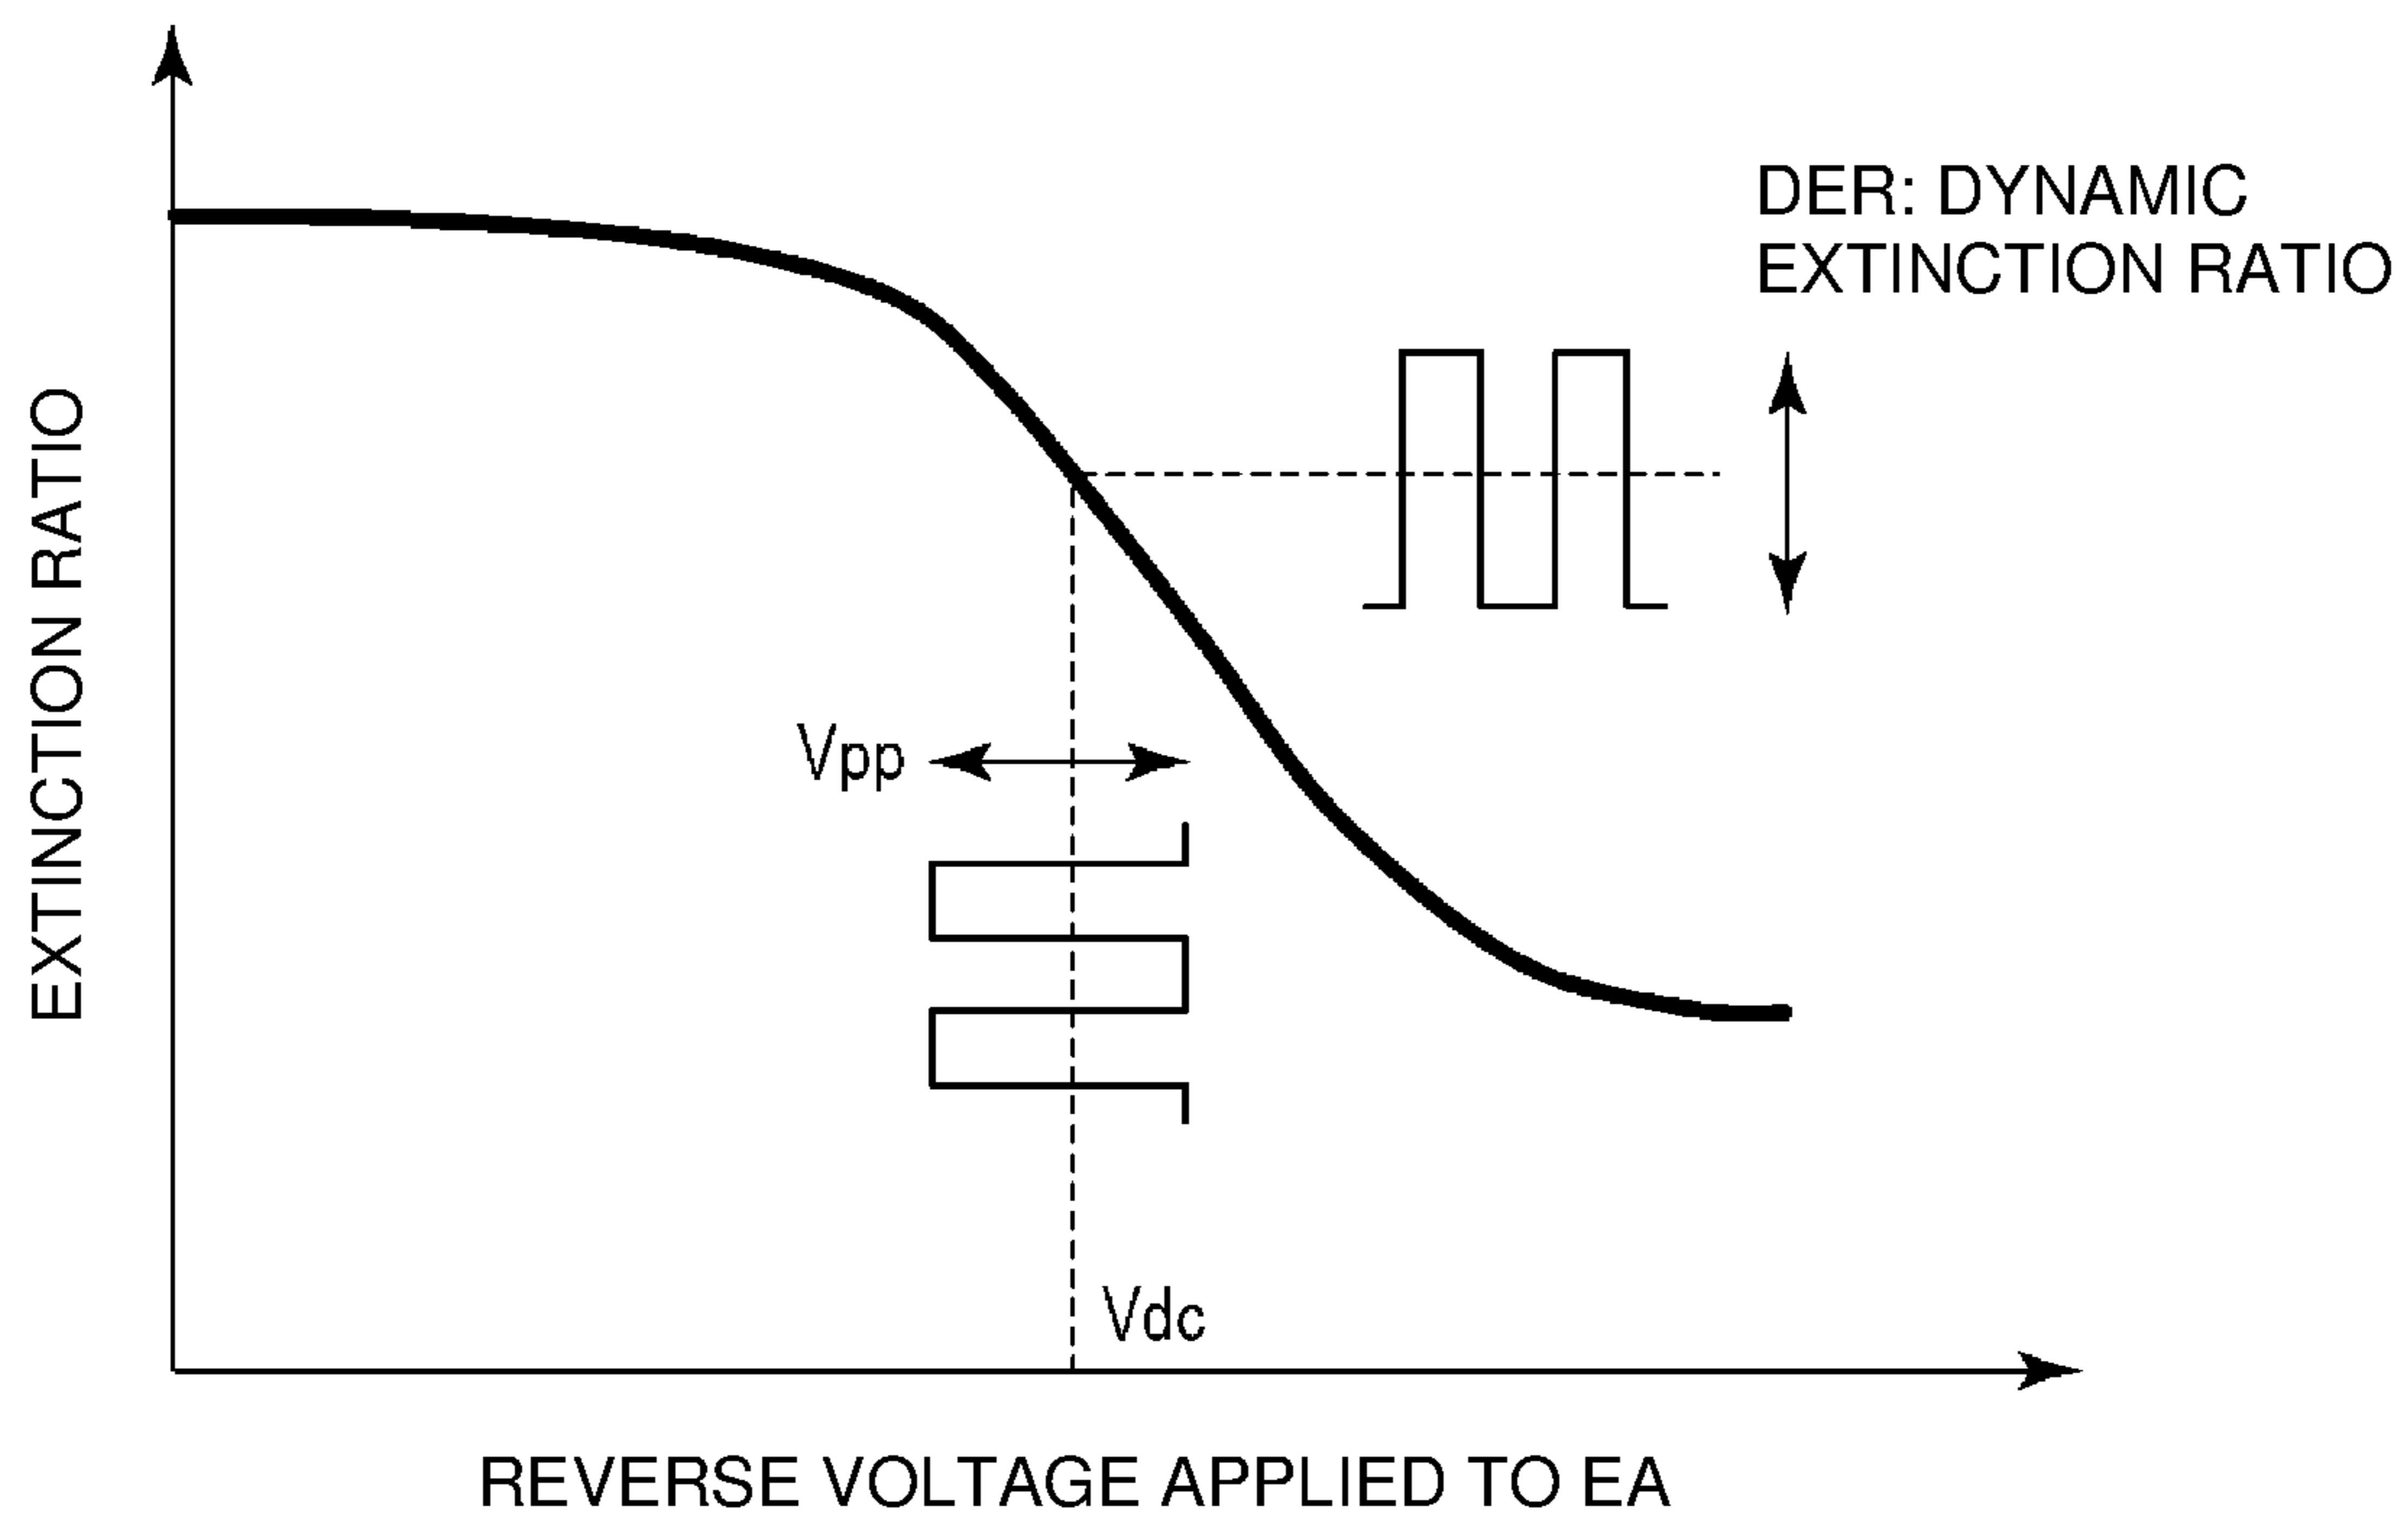 DER: DYNAMIC
EXTINCTION RATIO
EXTINCTION RATIO
Vpp
Vdc
REVERSE VOLTAGE APPLIED TO EA